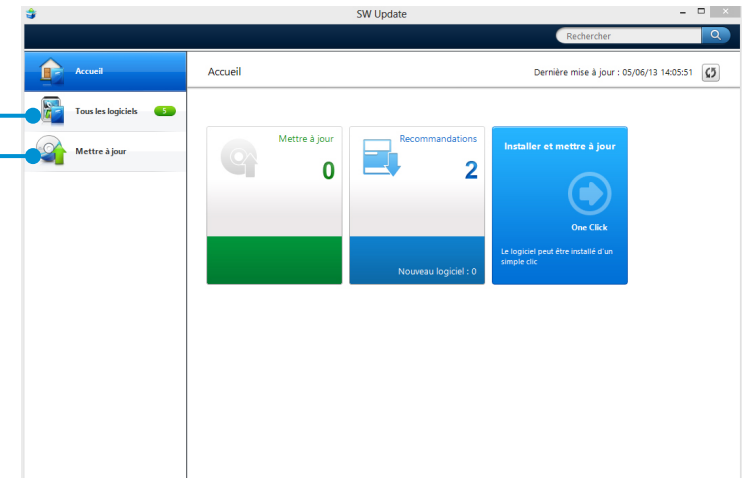 SW Update
Rechercher
Accueil
Tous les logiciels 5
Mettre à jour
Accueil
Dernière mise à jour : 05/06/13 14:05:51
Mettre à jour
0
Recommandations
2
Nouveau logiciel : 0
Installer et mettre à jour
One Click
Le logiciel peut être installé d'un
simple clic